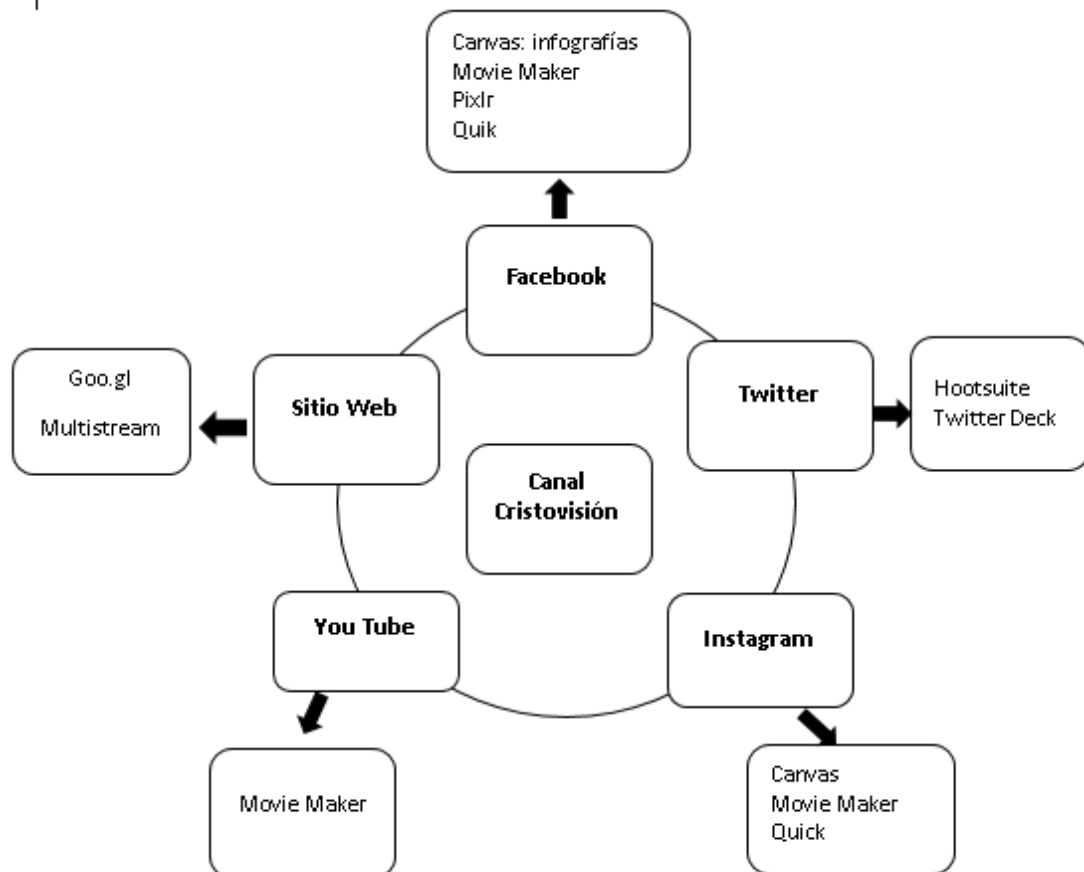 Canvas: infografías
Movie Maker
Pixlr
Quik
Facebook
Goo.gl
Multistream
Sitio Web
Twitter
Hootsuite
Twitter Deck
Canal
Cristovisión
You Tube
Instagram
Movie Maker
Canvas
Movie Maker
Quick